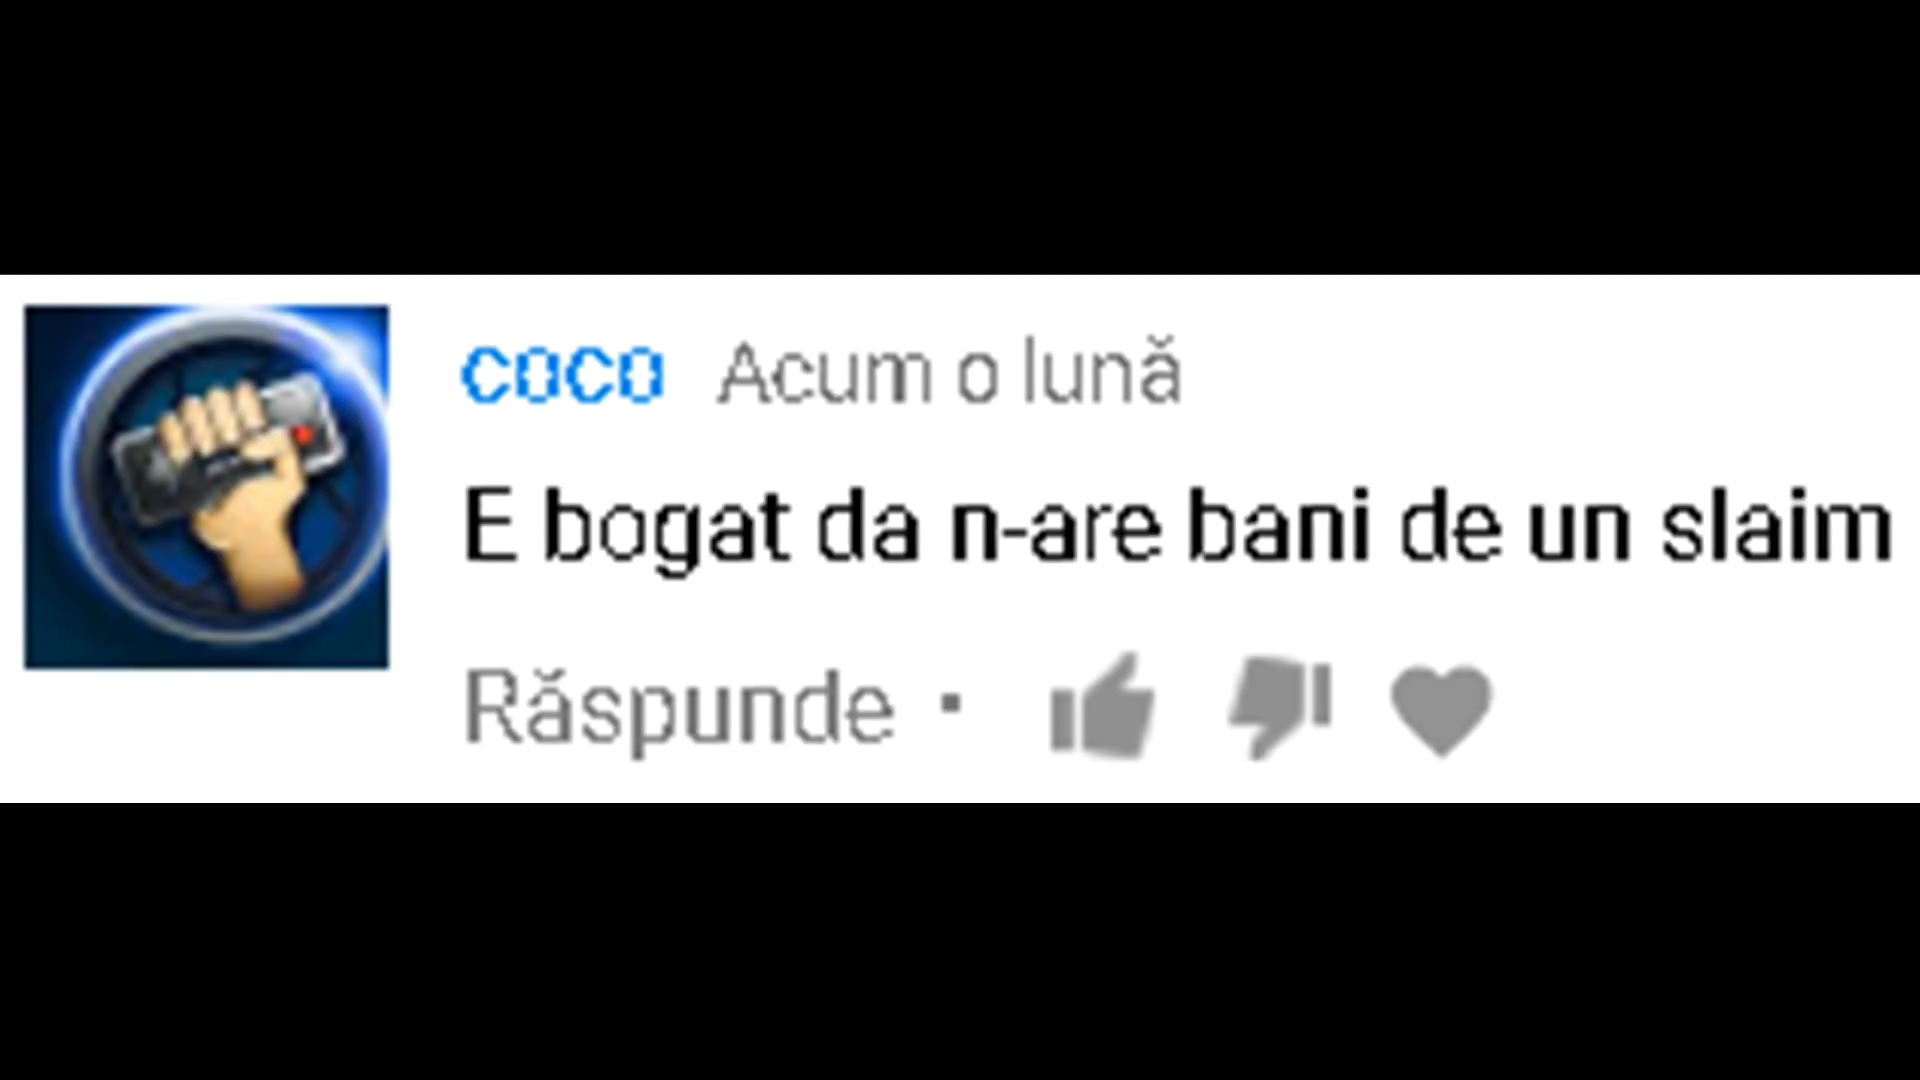 coco Acum o lună
E bogat da n-are bani de un slaim
Răspunde ·